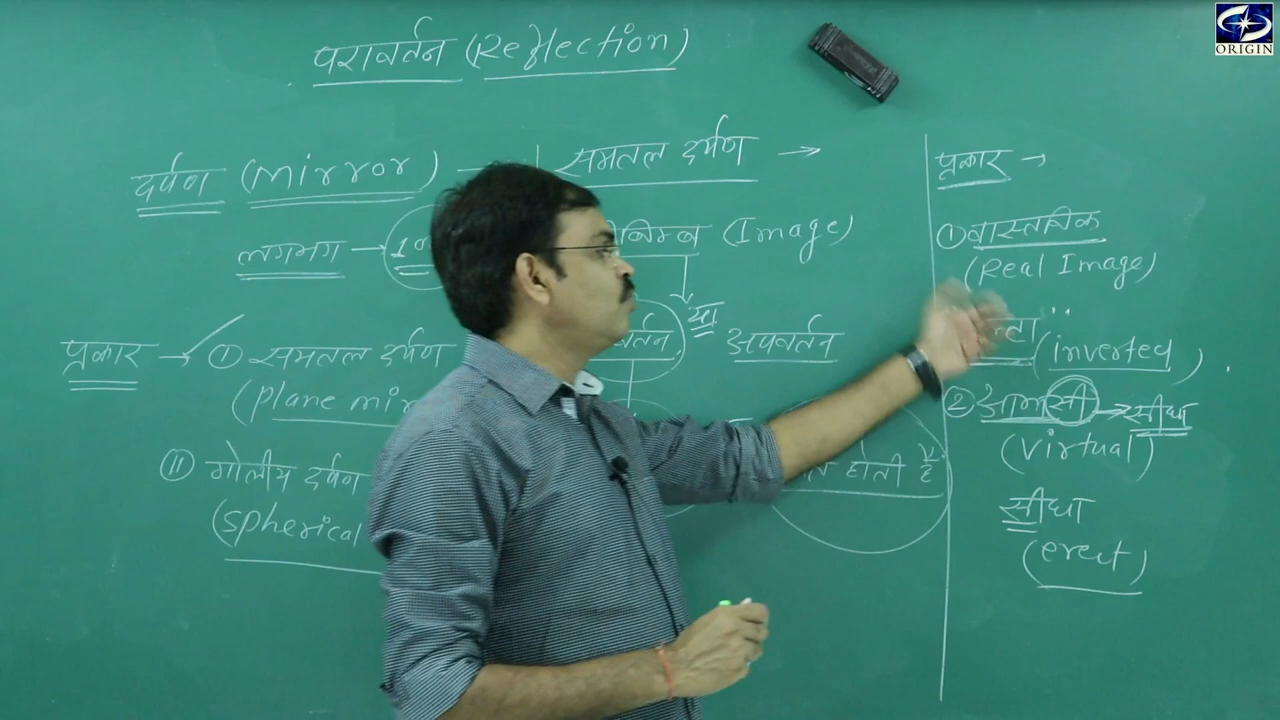 ORIGIN
परावर्तन (Reflection)
दर्पण (Mirror)
लगभग →
प्रकार → ① समतल दर्पण
(plane
ⅱ गोलीय दर्पण
(spherical
समतल दर्पण →
(Image)
या
अपवर्तन
होती है
प्रकार →
① वास्तविक
(Real Image)
(inverted)
② आभासी → सीधा
(virtual)
सीधा
(erect)